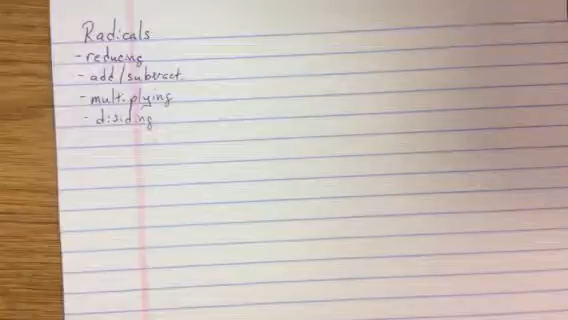 Radicals
- reducing
- add/subtract
- multiplying
- dividing